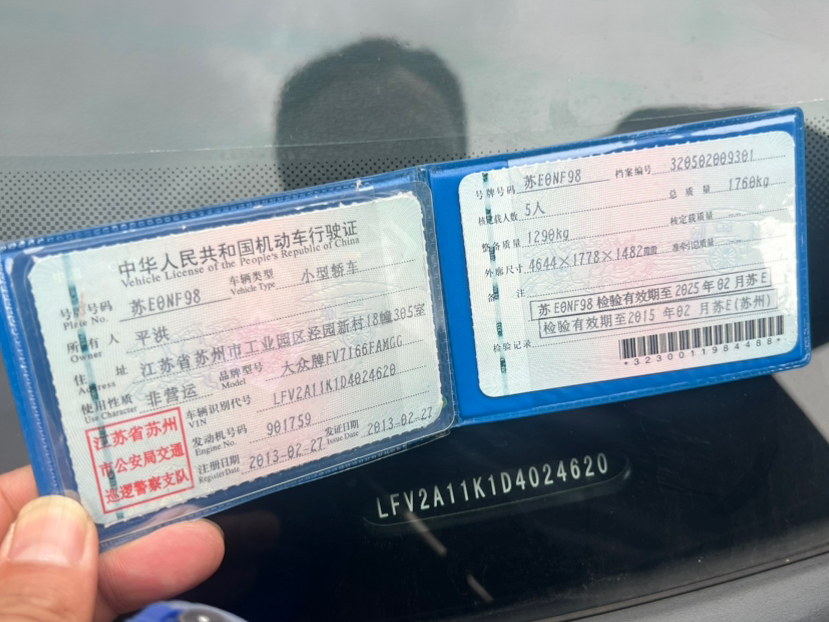 中华人民共和国机动车行驶证
Vehicle License of the People's Republic of China
号牌号码 苏E0NF98 车辆类型 小型轿车
Plate No. Vehicle Type
所有人 平洪
Owner
住址 江苏省苏州市工业园区泾园新村18幢305室
Address
使用性质 非营运 品牌型号 大众牌FV7166FAMGG
Use Character Model
江苏省苏州
市公安局交通
巡逻警察支队
车辆识别代号 LFV2A11K1D4024620
VIN
发动机号码 901759
Engine No.
注册日期 2013-02-27 发证日期 2013-02-27
Register Date Issue Date
号牌号码 苏E0NF98 档案编号 320502009301
核定载人数 5人 总质量 1760kg
整备质量 1290kg 核定载质量
外廓尺寸 4644×1778×1482 准牵引总质量
备注
苏E0NF98 检验有效期至2025年02月苏E
检验有效期至2015年02月苏E(苏州)
检验记录
*3230011984488*
LFV2A11K1D4024620